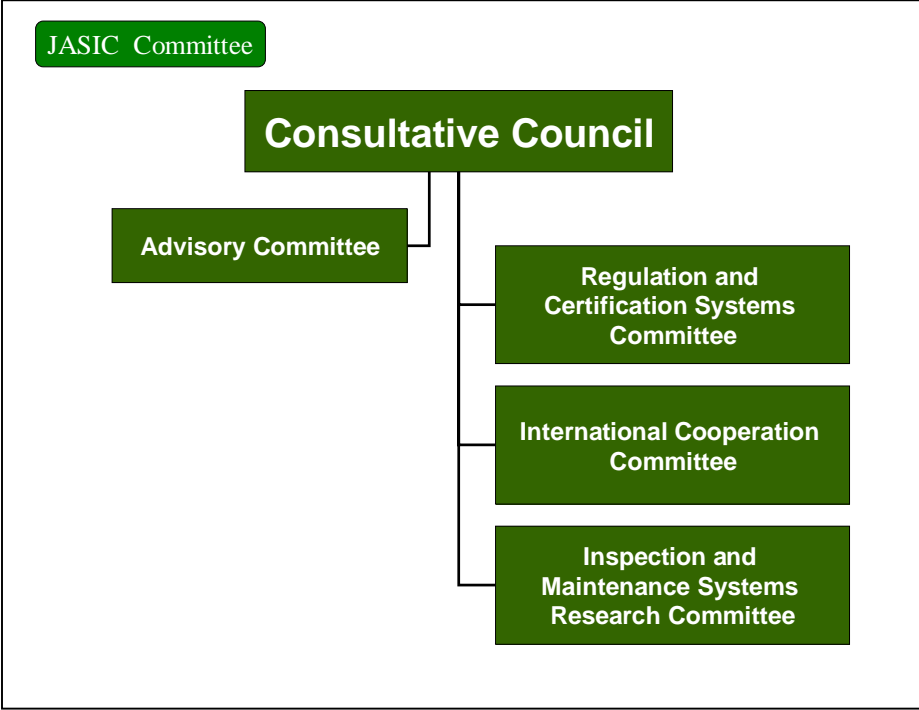 JASIC Committee
Consultative Council
Advisory Committee
Regulation and
Certification Systems
Committee
International Cooperation
Committee
Inspection and
Maintenance Systems
Research Committee